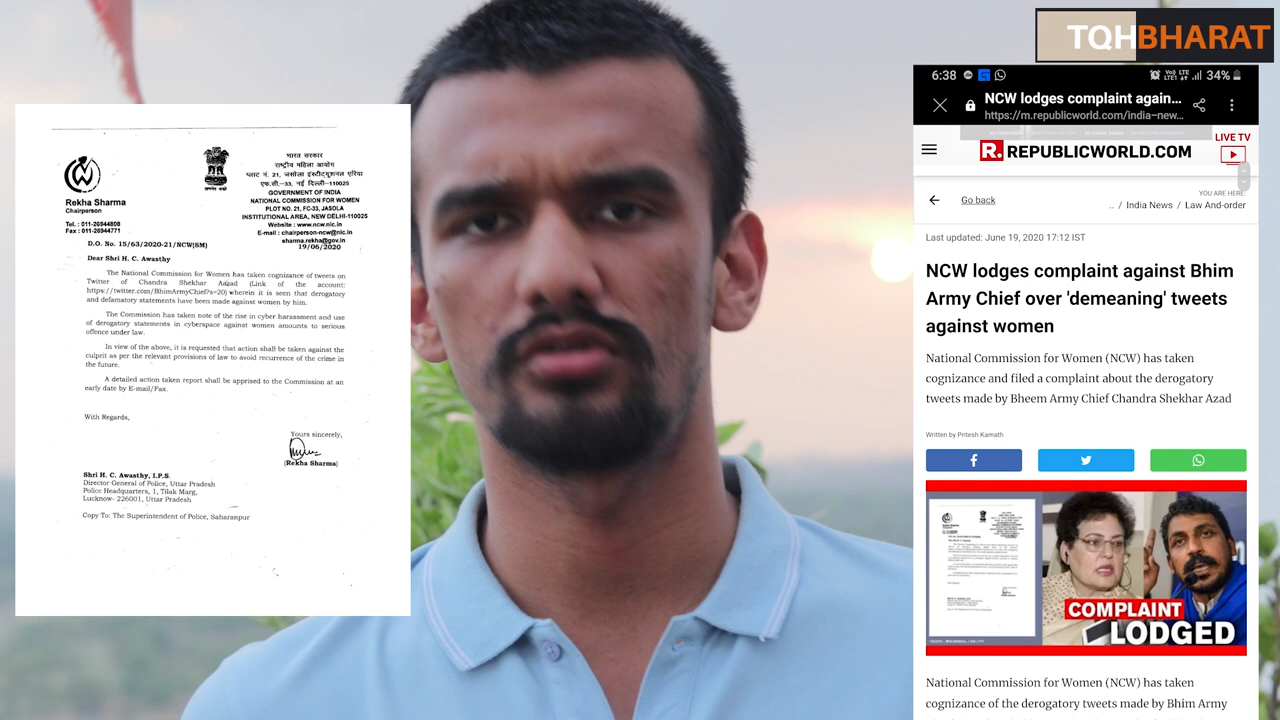 TQHBHARAT
Rekha Sharma
Chairperson
Tel. : 011-26944808
Fax : 011-26944771
भारत सरकार
राष्ट्रीय महिला आयोग
प्लाट नं. 21, जसोला इंस्टीट्यूशनल एरिया
एफ.सी.-33, नई दिल्ली-110025
GOVERNMENT OF INDIA
NATIONAL COMMISSION FOR WOMEN
PLOT NO. 21, FC-33, JASOLA
INSTITUTIONAL AREA, NEW DELHI-110025
Website : www.ncw.nic.in
E-mail : chairperson-ncw@nic.in
sharma.rekha@gov.in
19/06/2020
D.O. No. 15/63/2020-21/NCW(SM)
Dear Shri H. C. Awasthy
The National Commission for Women has taken cognizance of tweets on
Twitter of Chandra Shekhar Aazad (Link of the account:
https://twitter.com/BhimArmyChief?s=20) wherein it is seen that derogatory
and defamatory statements have been made against women by him.
The Commission has taken note of the rise in cyber harassment and use
of derogatory statements in cyberspace against women amounts to serious
offence under law.
In view of the above, it is requested that action shall be taken against the
culprit as per the relevant provisions of law to avoid recurrence of the crime in
the future.
A detailed action taken report shall be apprised to the Commission at an
early date by E-mail/Fax.
With Regards,
Yours sincerely,
(Rekha Sharma)
Shri H. C. Awasthy, I.P.S.
Director General of Police, Uttar Pradesh
Police Headquarters, 1, Tilak Marg,
Lucknow- 226001, Uttar Pradesh
Copy To: The Superintendent of Police, Saharanpur
6:38
34%
NCW lodges complaint again...
https://m.republicworld.com/india-new...
R. REPUBLICWORLD.COM
LIVE TV
YOU ARE HERE:
Go back
.. / India News / Law And-order
Last updated: June 19, 2020 17:12 IST
NCW lodges complaint against Bhim
Army Chief over 'demeaning' tweets
against women
National Commission for Women (NCW) has taken
cognizance and filed a complaint about the derogatory
tweets made by Bheem Army Chief Chandra Shekhar Azad
Written by Pritesh Kamath
COMPLAINT
LODGED
National Commission for Women (NCW) has taken
cognizance of the derogatory tweets made by Bhim Army